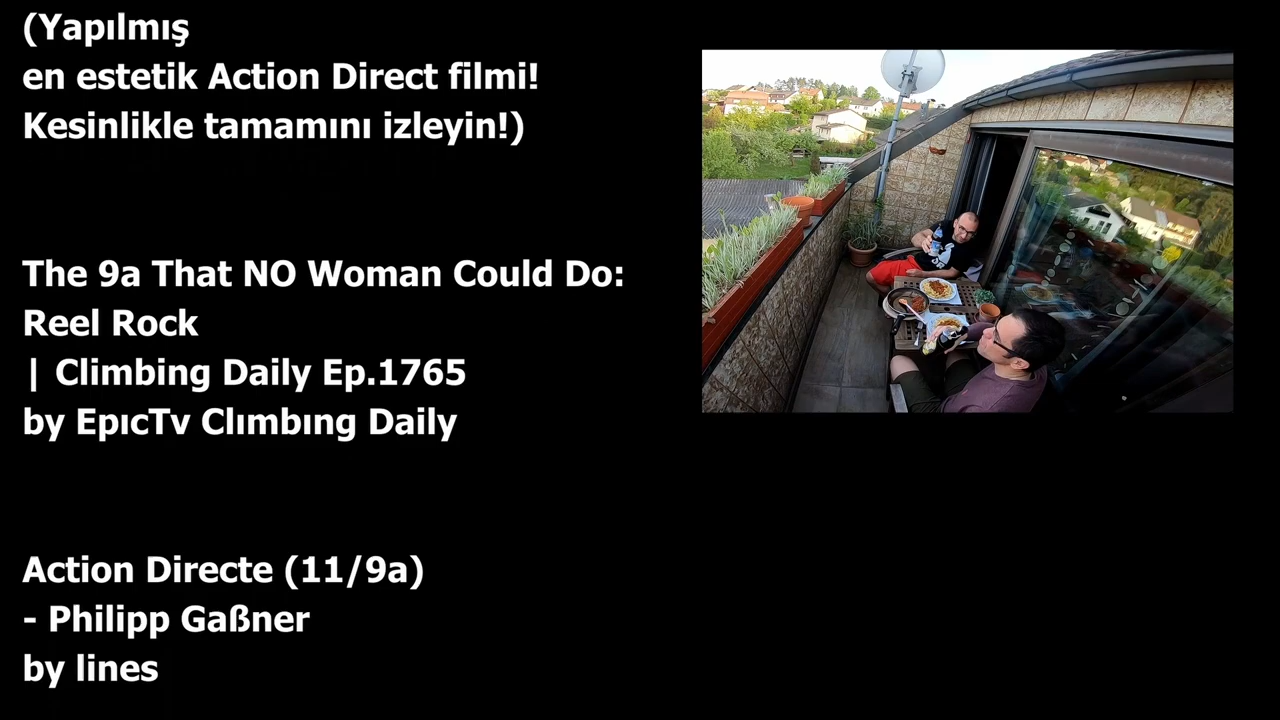 (Yapılmış
en estetik Action Direct filmi!
Kesinlikle tamamını izleyin!)
The 9a That NO Woman Could Do:
Reel Rock
| Climbing Daily Ep.1765
by EpıcTv Clımbıng Daily
Action Directe (11/9a)
- Philipp Gaßner
by lines